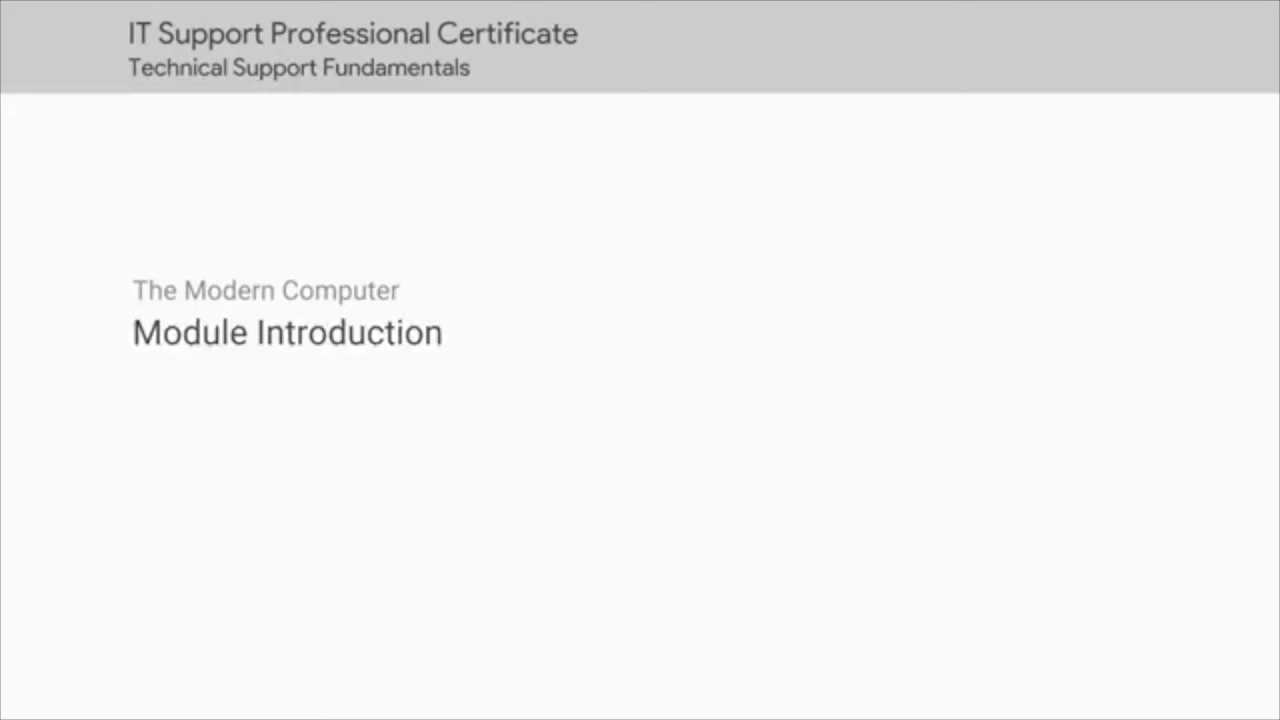 IT Support Professional Certificate
Technical Support Fundamentals
The Modern Computer
Module Introduction